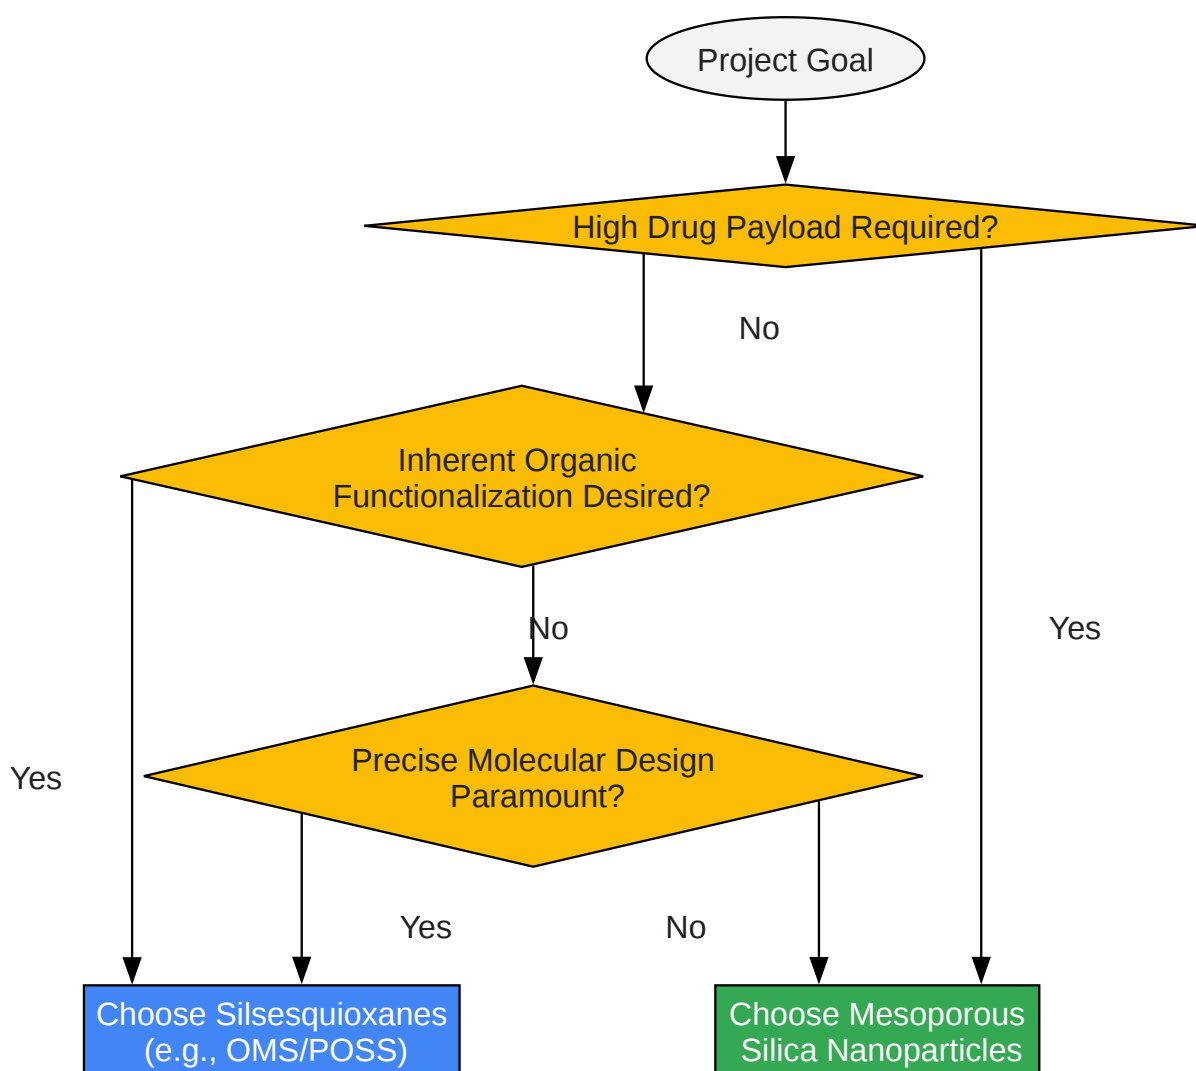 Project Goal
High Drug Payload Required?
No
Inherent Organic
Functionalization Desired?
No
Yes
Precise Molecular Design
Paramount?
Yes
Yes
No
Choose Silsesquioxanes
(e.g., OMS/POSS)
Choose Mesoporous
Silica Nanoparticles